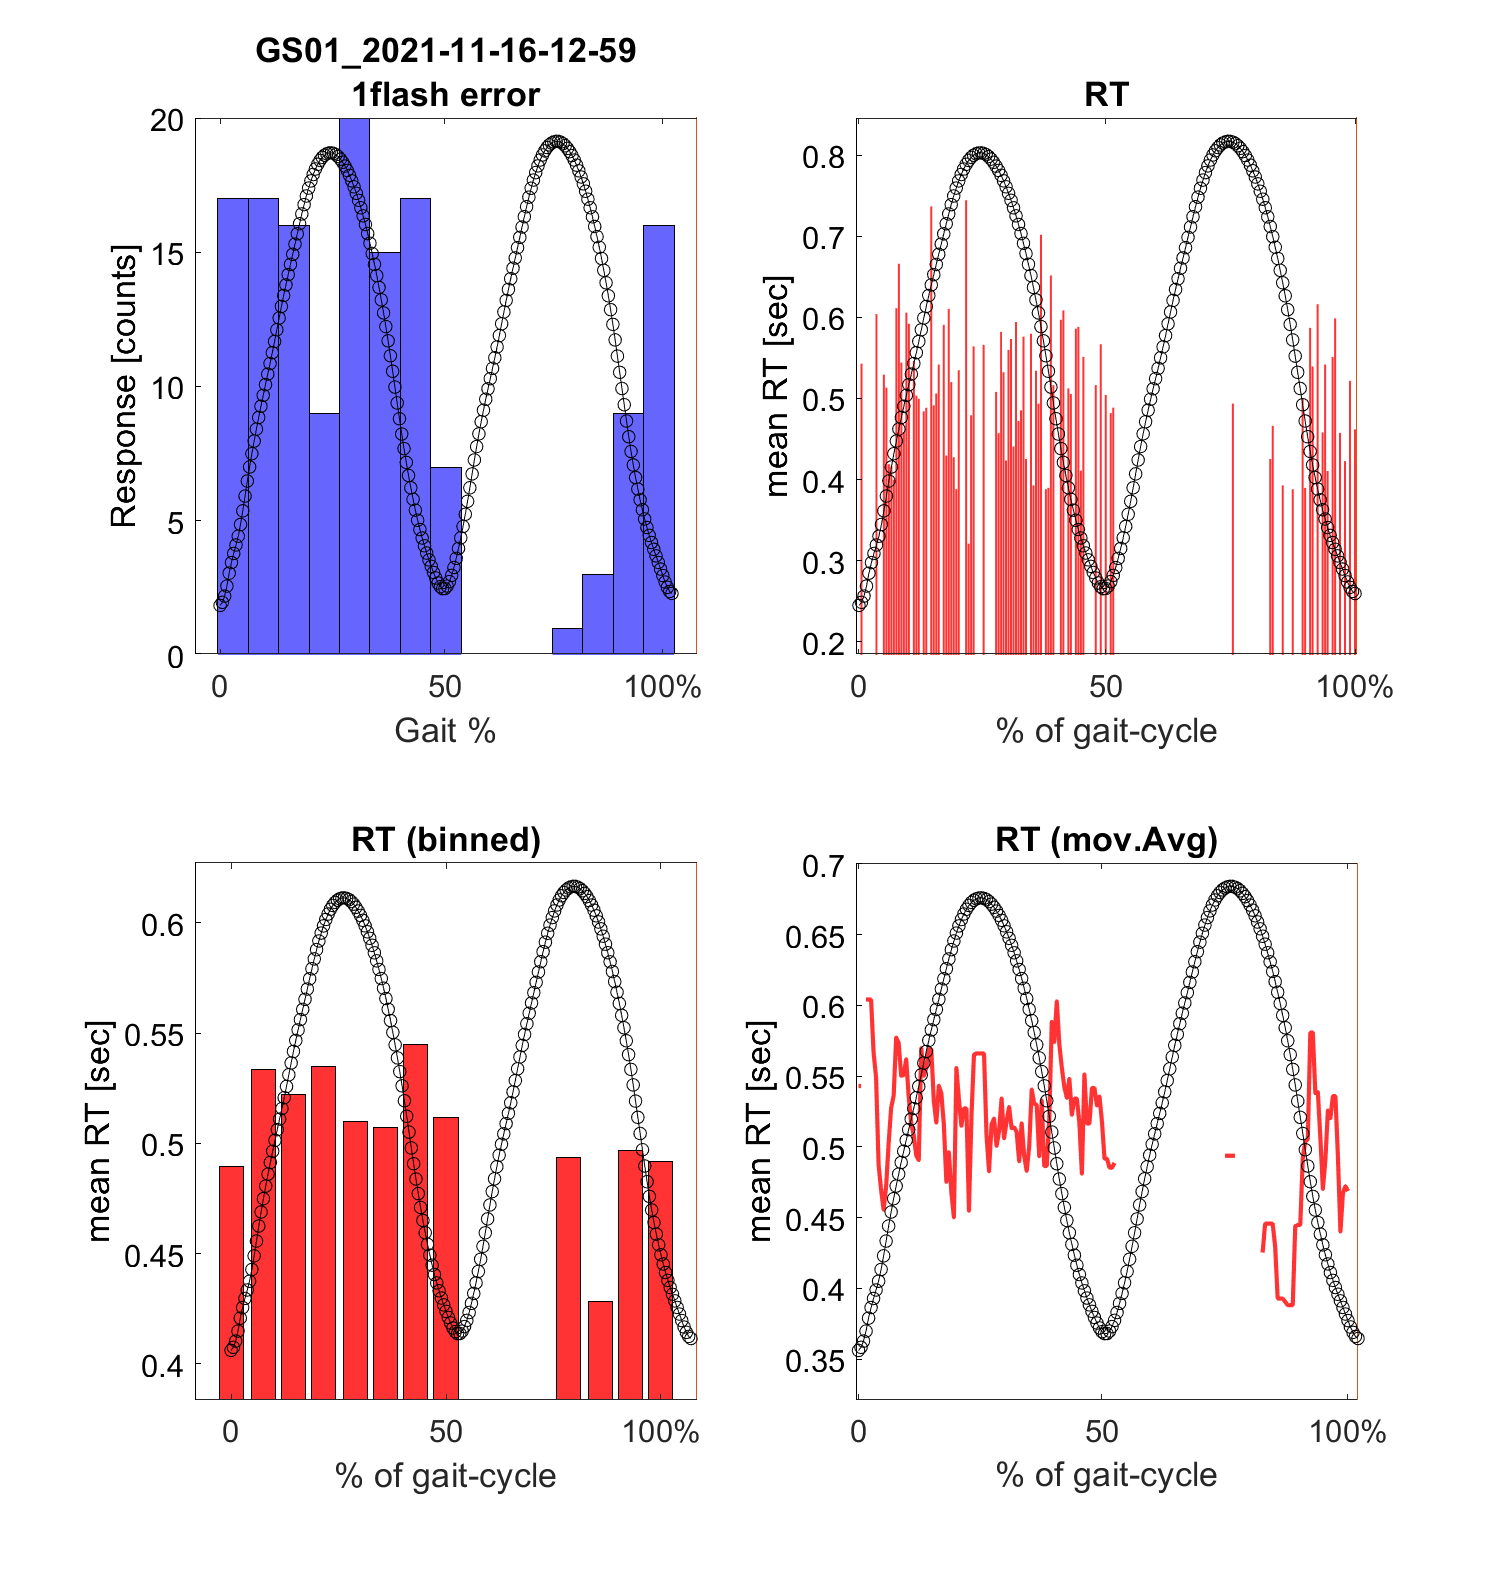 GS01_2021-11-16-12-59
1flash error
20
15
10
5
0
Response [counts]
0 50 100%
Gait %
RT
0.8
0.7
0.6
0.5
0.4
0.3
0.2
mean RT [sec]
0 50 100%
% of gait-cycle
RT (binned)
0.6
0.55
0.5
0.45
0.4
mean RT [sec]
0 50 100%
% of gait-cycle
RT (mov.Avg)
0.7
0.65
0.6
0.55
0.5
0.45
0.4
0.35
mean RT [sec]
0 50 100%
% of gait-cycle